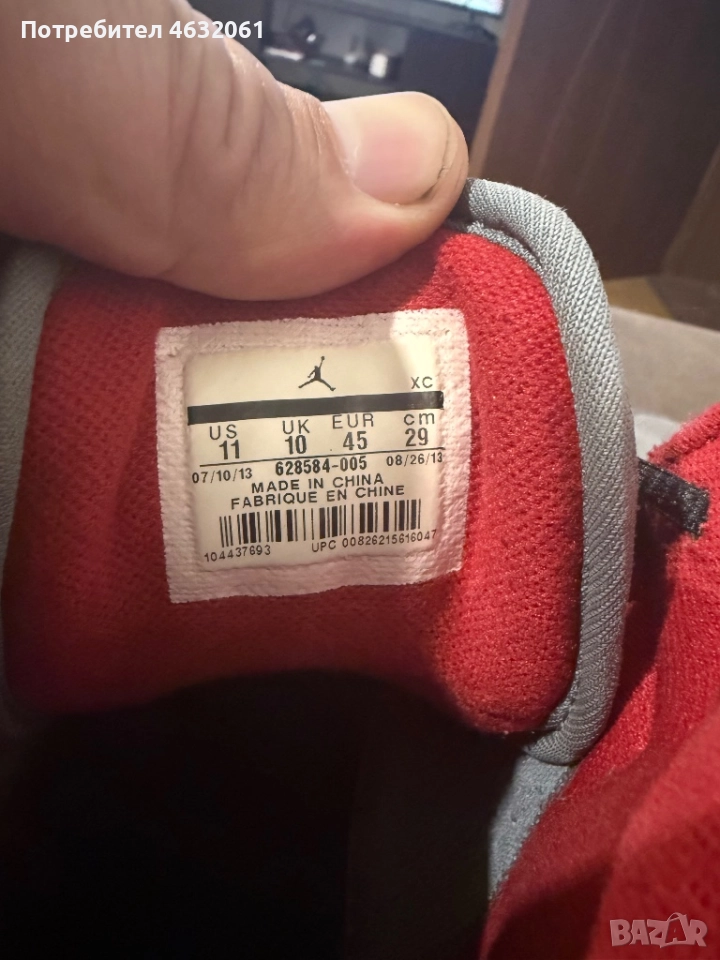 Потребител 4632061
XC
US UK EUR cm
11 10 45 29
07/10/13 628584-005 08/26/13
MADE IN CHINA
FABRIQUE EN CHINE
104437693 UPC 00826215616047
BAZAR